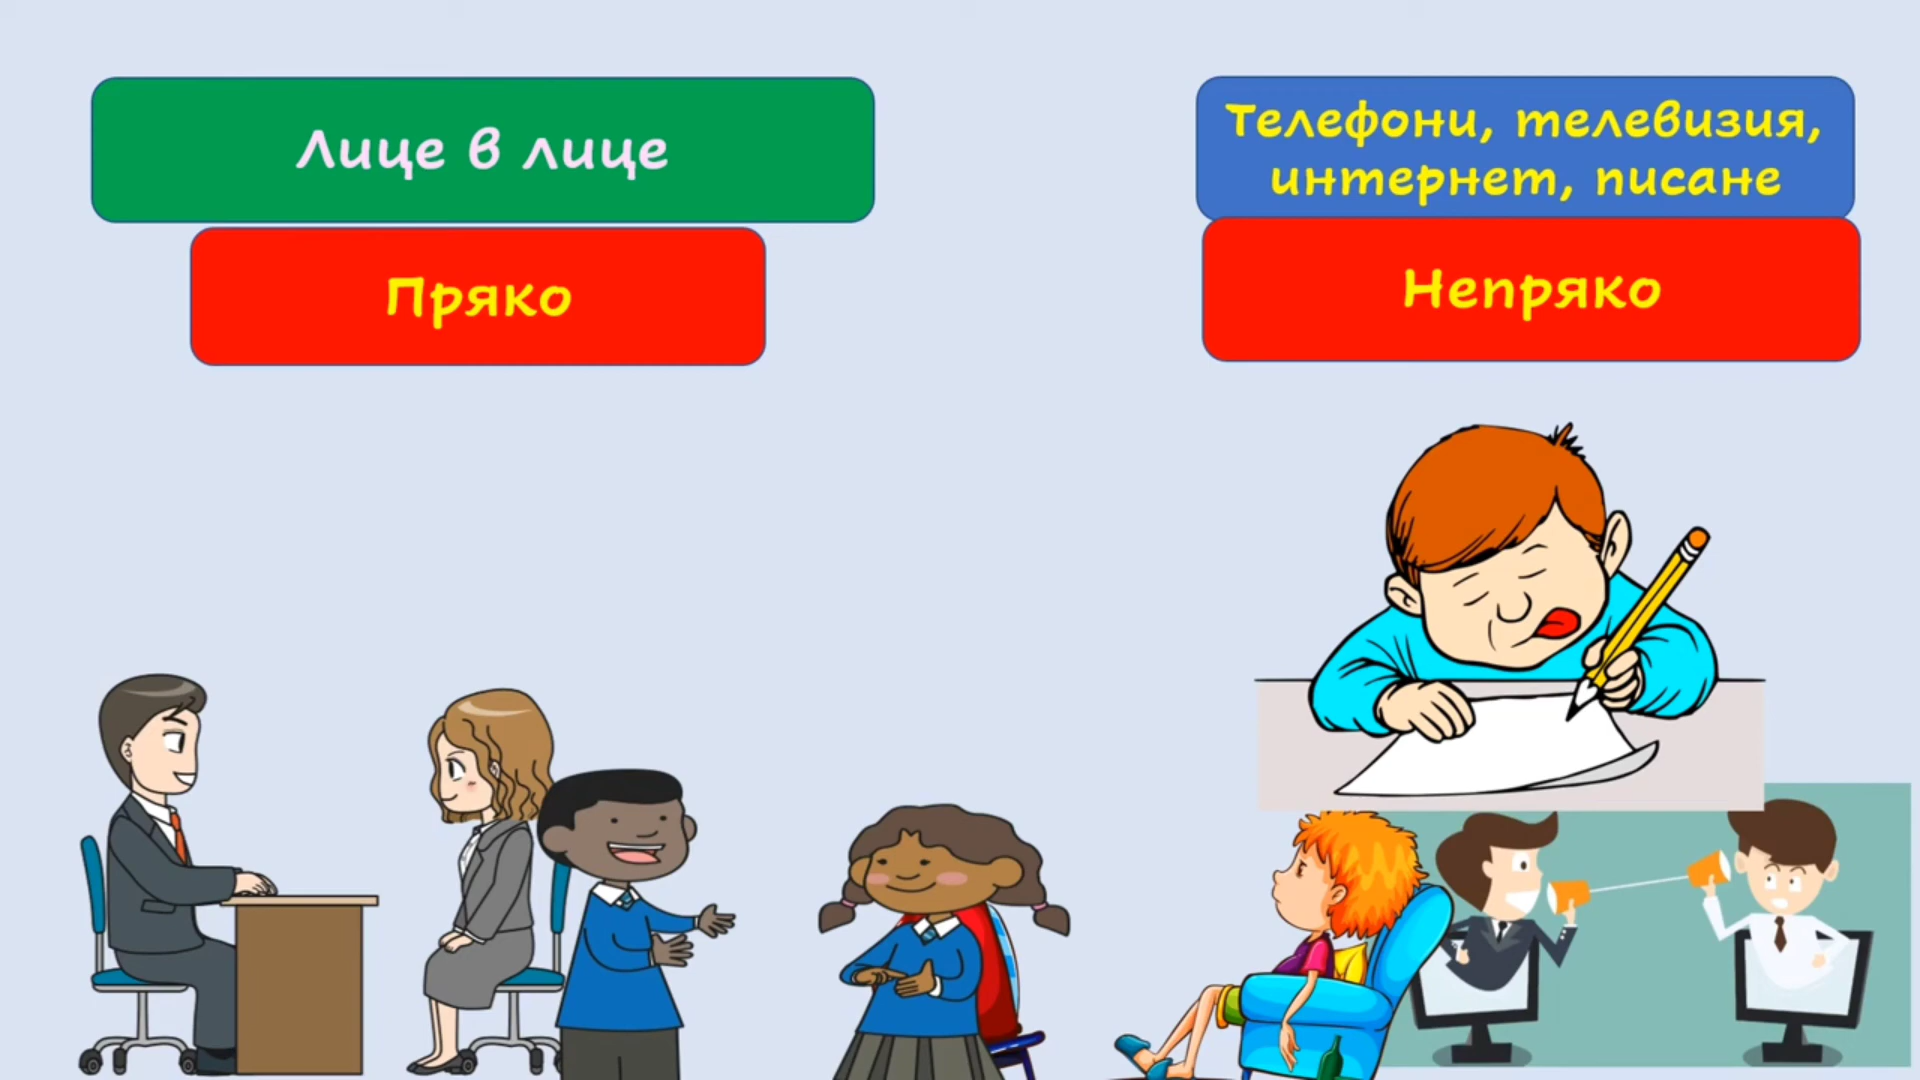 Лице в лице
Пряко
Телефони, телевизия,
интернет, писане
Непряко